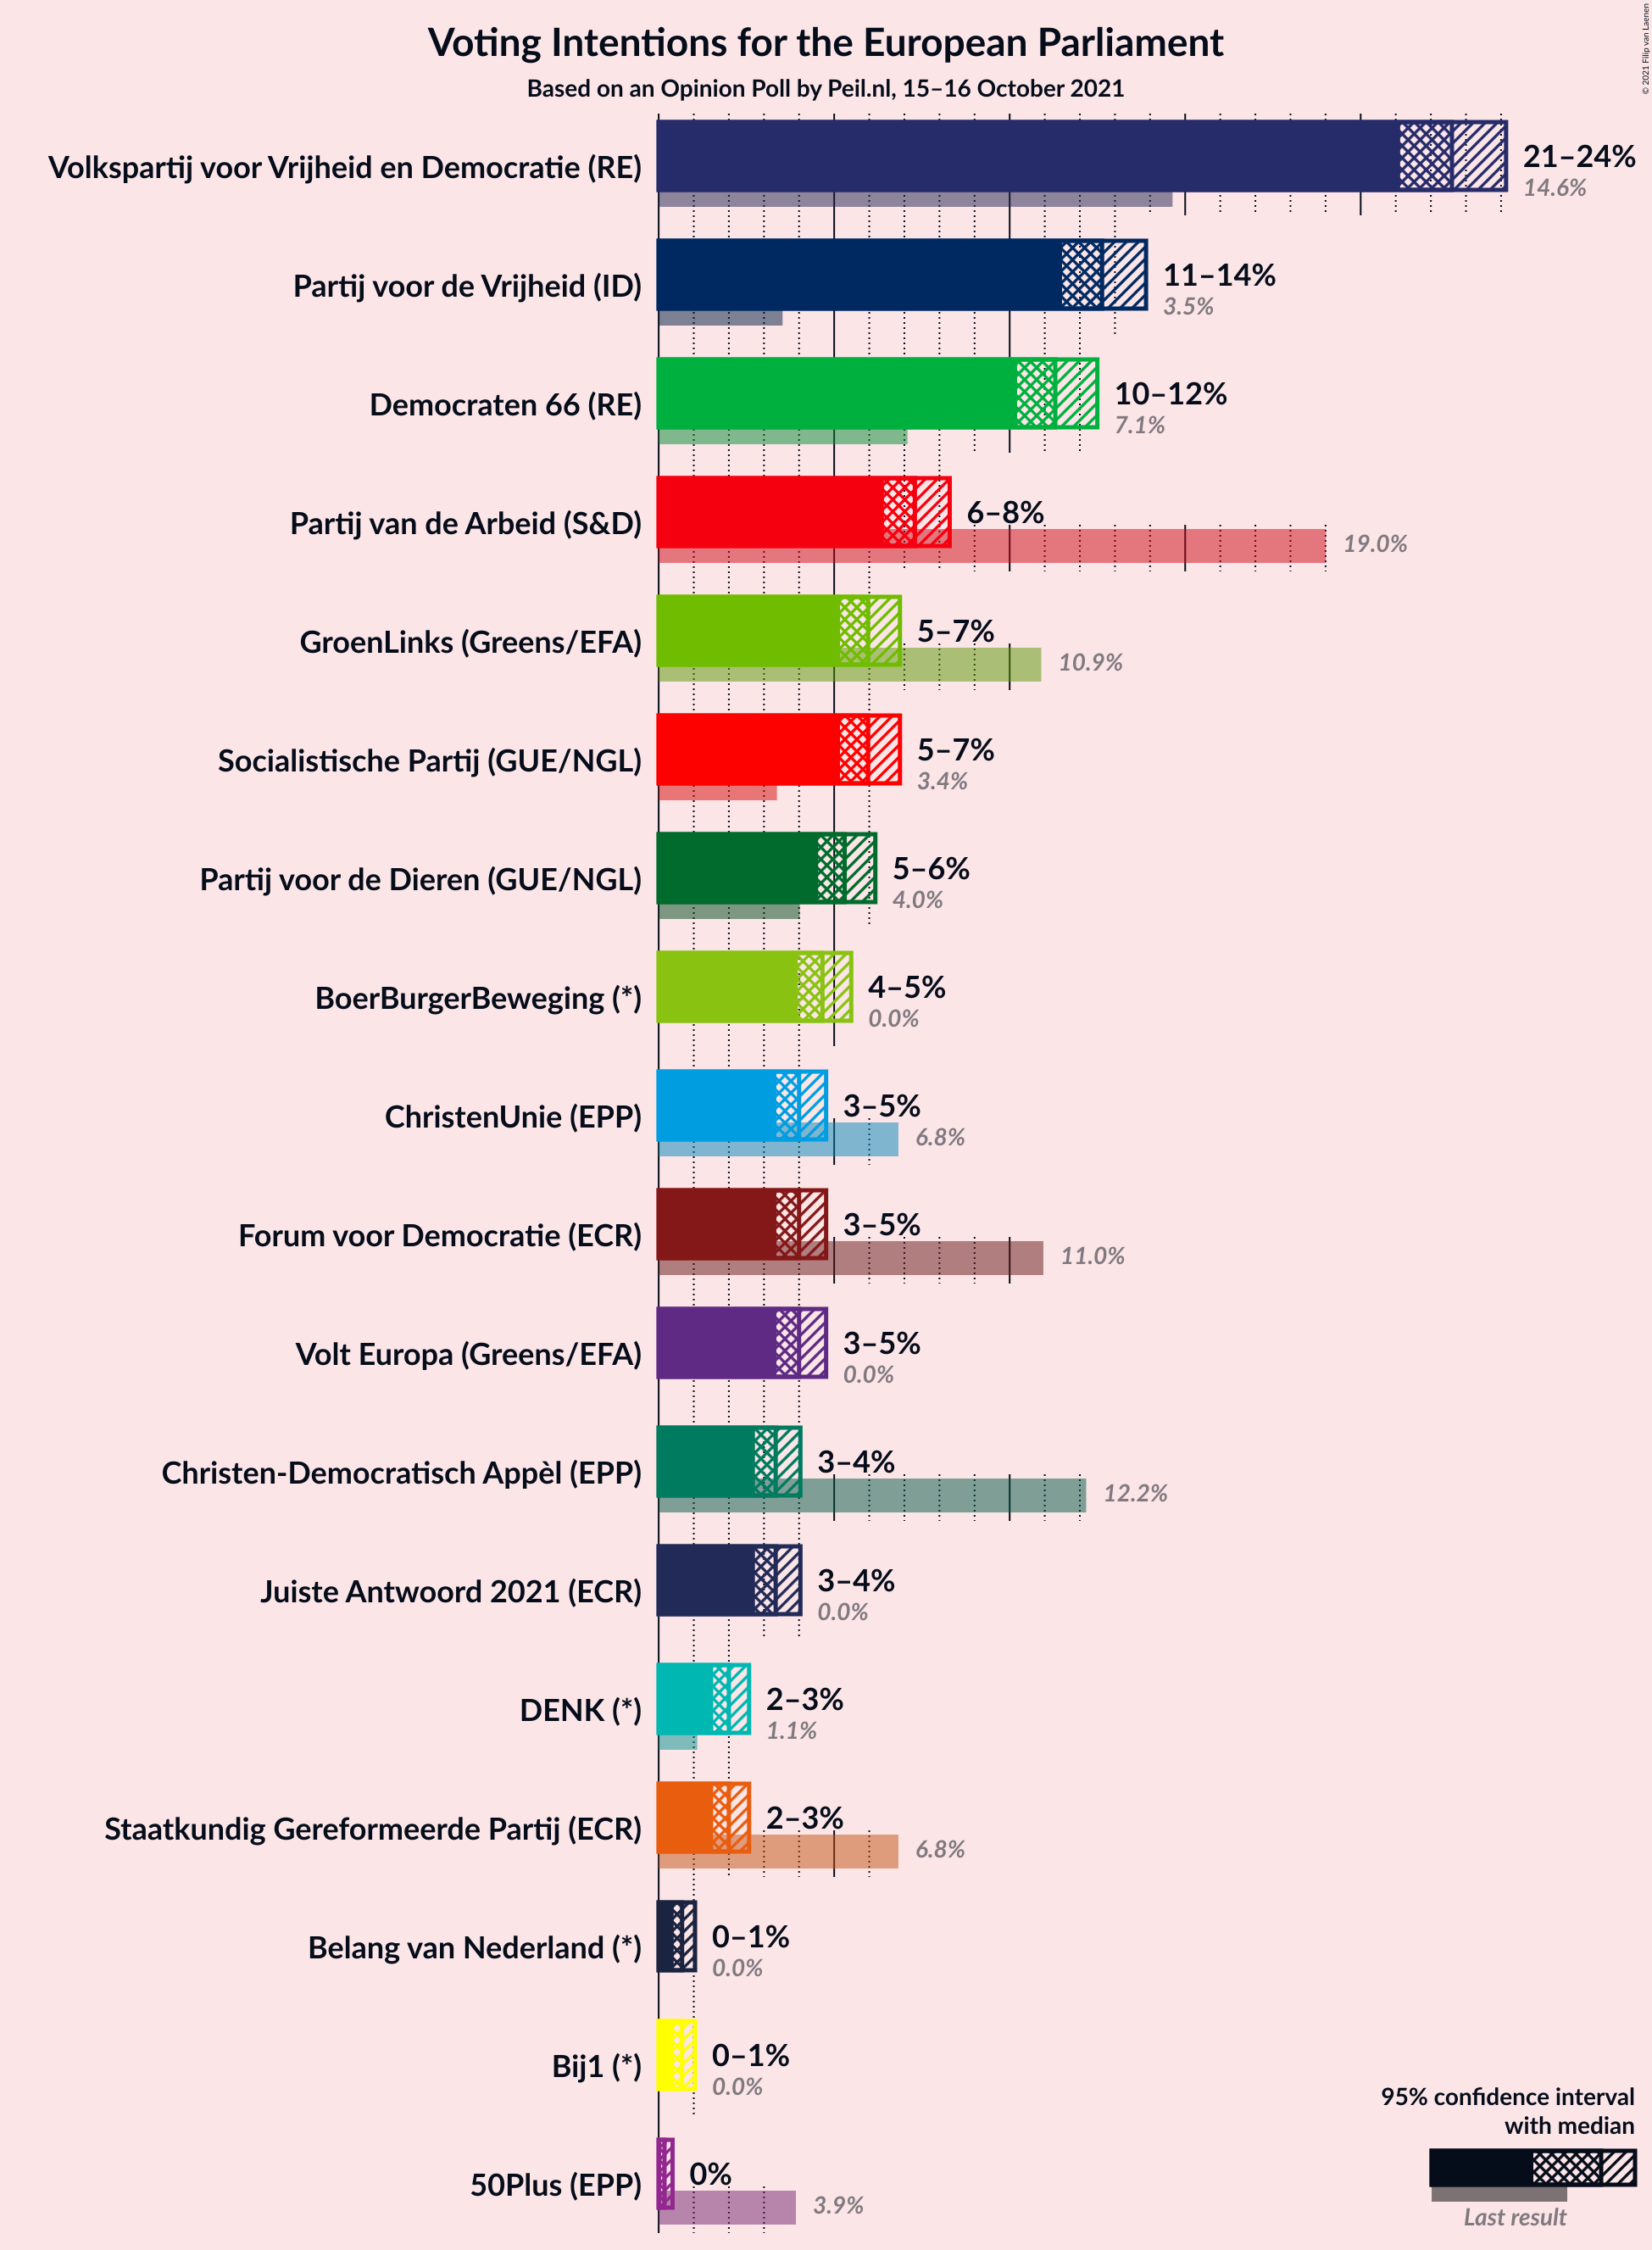 Voting Intentions for the European Parliament
Based on an Opinion Poll by Peil.nl, 15–16 October 2021
© 2021 Filip van Laenen
Volkspartij voor Vrijheid en Democratie (RE)
21–24%
14.6%
Partij voor de Vrijheid (ID)
11–14%
3.5%
Democraten 66 (RE)
10–12%
7.1%
Partij van de Arbeid (S&D)
6–8%
19.0%
GroenLinks (Greens/EFA)
5–7%
10.9%
Socialistische Partij (GUE/NGL)
5–7%
3.4%
Partij voor de Dieren (GUE/NGL)
5–6%
4.0%
BoerBurgerBeweging (*)
4–5%
0.0%
ChristenUnie (EPP)
3–5%
6.8%
Forum voor Democratie (ECR)
3–5%
11.0%
Volt Europa (Greens/EFA)
3–5%
0.0%
Christen-Democratisch Appèl (EPP)
3–4%
12.2%
Juiste Antwoord 2021 (ECR)
3–4%
0.0%
DENK (*)
2–3%
1.1%
Staatkundig Gereformeerde Partij (ECR)
2–3%
6.8%
Belang van Nederland (*)
0–1%
0.0%
Bij1 (*)
0–1%
0.0%
50Plus (EPP)
0%
3.9%
95% confidence interval
with median
Last result